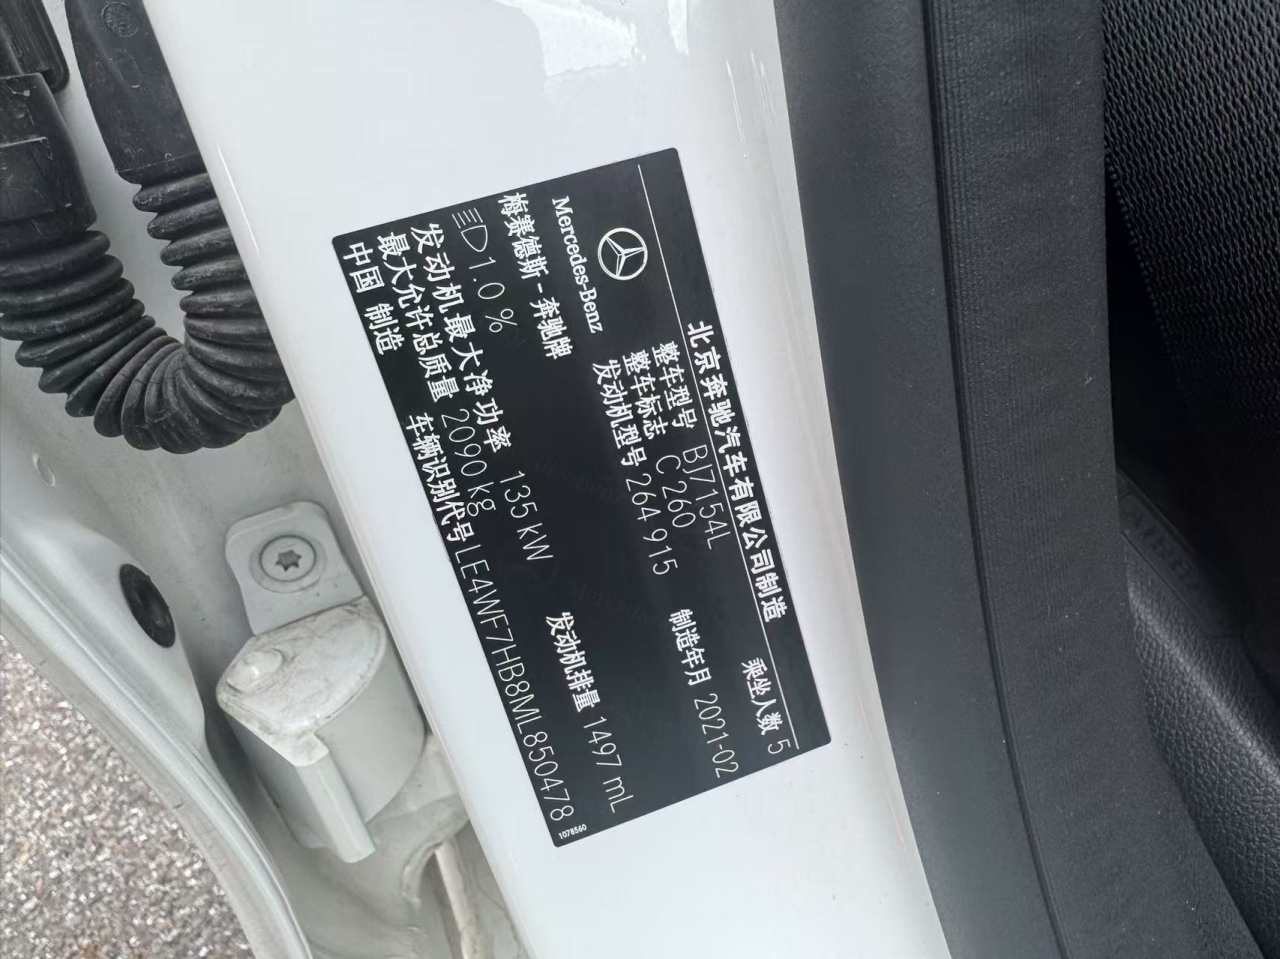 北京奔驰汽车有限公司制造
Mercedes-Benz
整车型号 BJ7154L
乘坐人数 5
整车标志 C 260
制造年月 2021-02
发动机型号 264 915
梅赛德斯-奔驰牌
1.0 %
发动机最大净功率 135 kW
发动机排量 1497 mL
最大允许总质量 2090 kg
中国 制造
车辆识别代号 LE4WF7HB8ML850478
1078560